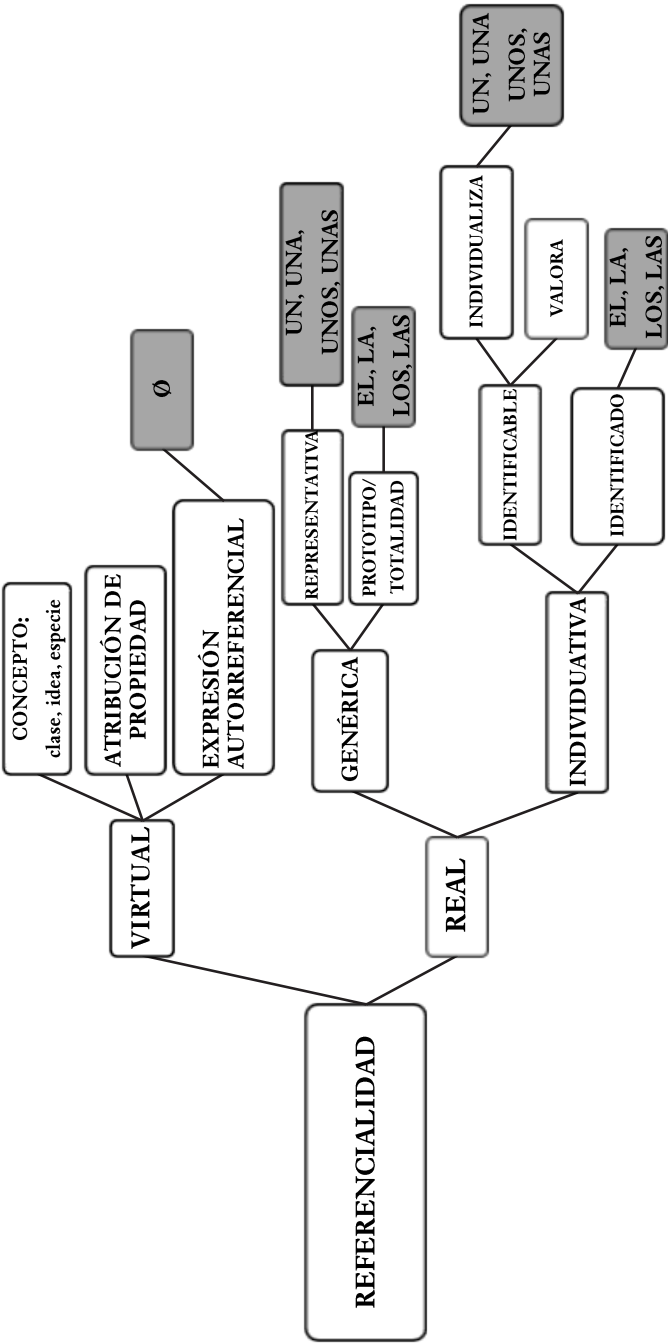 REFERENCIALIDAD
VIRTUAL
CONCEPTO:
clase, idea, especie
ATRIBUCIÓN DE
PROPIEDAD
EXPRESIÓN
AUTORREFERENCIAL
Ø
REAL
GENÉRICA
REPRESENTATIVA
UN, UNA,
UNOS, UNAS
PROTOTIPO/
TOTALIDAD
EL, LA,
LOS, LAS
INDIVIDUATIVA
IDENTIFICABLE
INDIVIDUALIZA
UN, UNA
UNOS,
UNAS
VALORA
IDENTIFICADO
EL, LA,
LOS, LAS